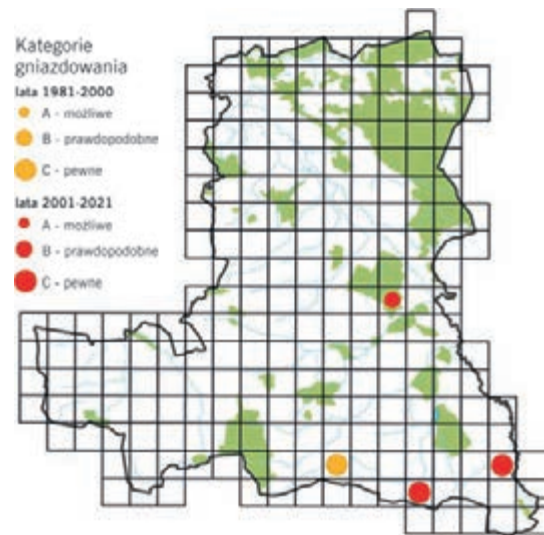 Kategorie
gniazdowania
lata 1981-2000
A - możliwe
B - prawdopodobne
C - pewne
lata 2001-2021
A - możliwe
B - prawdopodobne
C - pewne